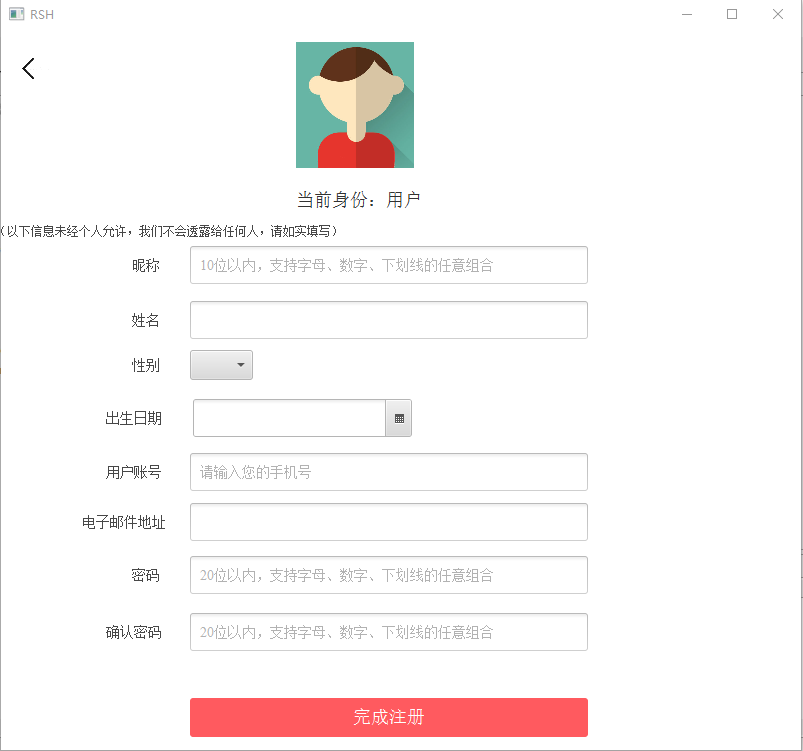 RSH
当前身份：用户
（以下信息未经个人允许，我们不会透露给任何人，请如实填写）
昵称
10位以内，支持字母、数字、下划线的任意组合
姓名
性别
出生日期
用户账号
请输入您的手机号
电子邮件地址
密码
20位以内，支持字母、数字、下划线的任意组合
确认密码
20位以内，支持字母、数字、下划线的任意组合
完成注册